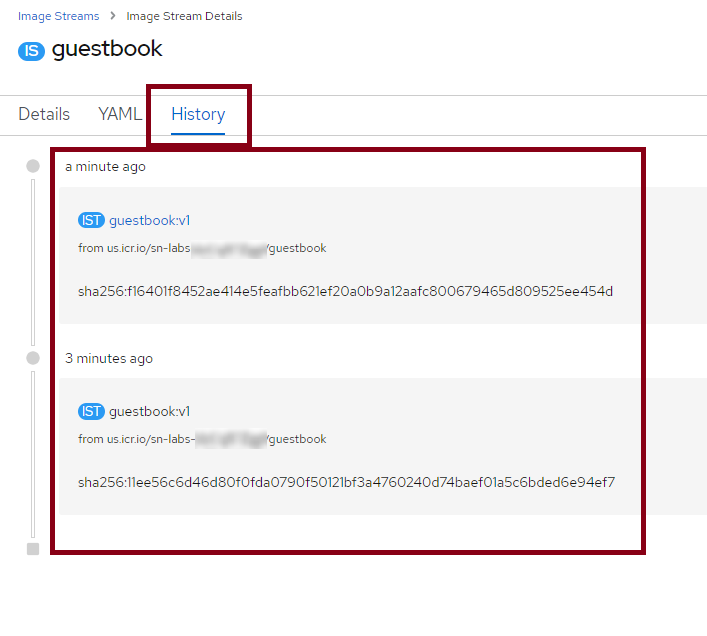 Image Streams > Image Stream Details
IS guestbook
Details YAML History
a minute ago
IST guestbook:v1
from us.icr.io/sn-labs /guestbook
sha256:f16401f8452ae414e5feafbb621ef20a0b9a12aafc800679465d809525ee454d
3 minutes ago
IST guestbook:v1
from us.icr.io/sn-labs- /guestbook
sha256:11ee56c6d46d80f0fda0790f50121bf3a4760240d74baef01a5c6bded6e94ef7